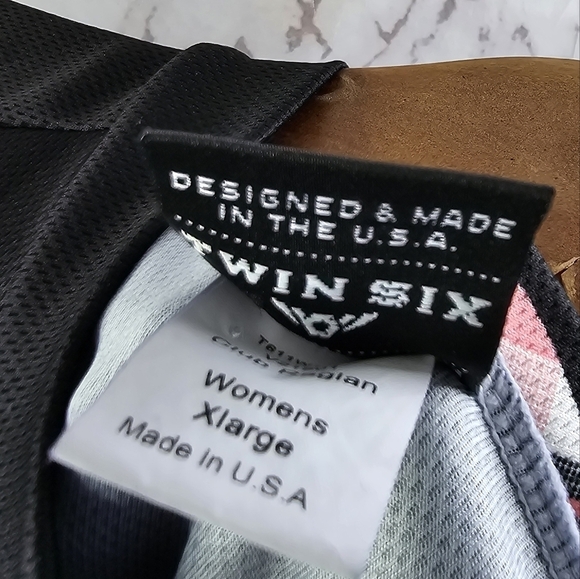 DESIGNED & MADE
IN THE U.S.A.
TWIN SIX
Womens
Xlarge
Made In U.S.A